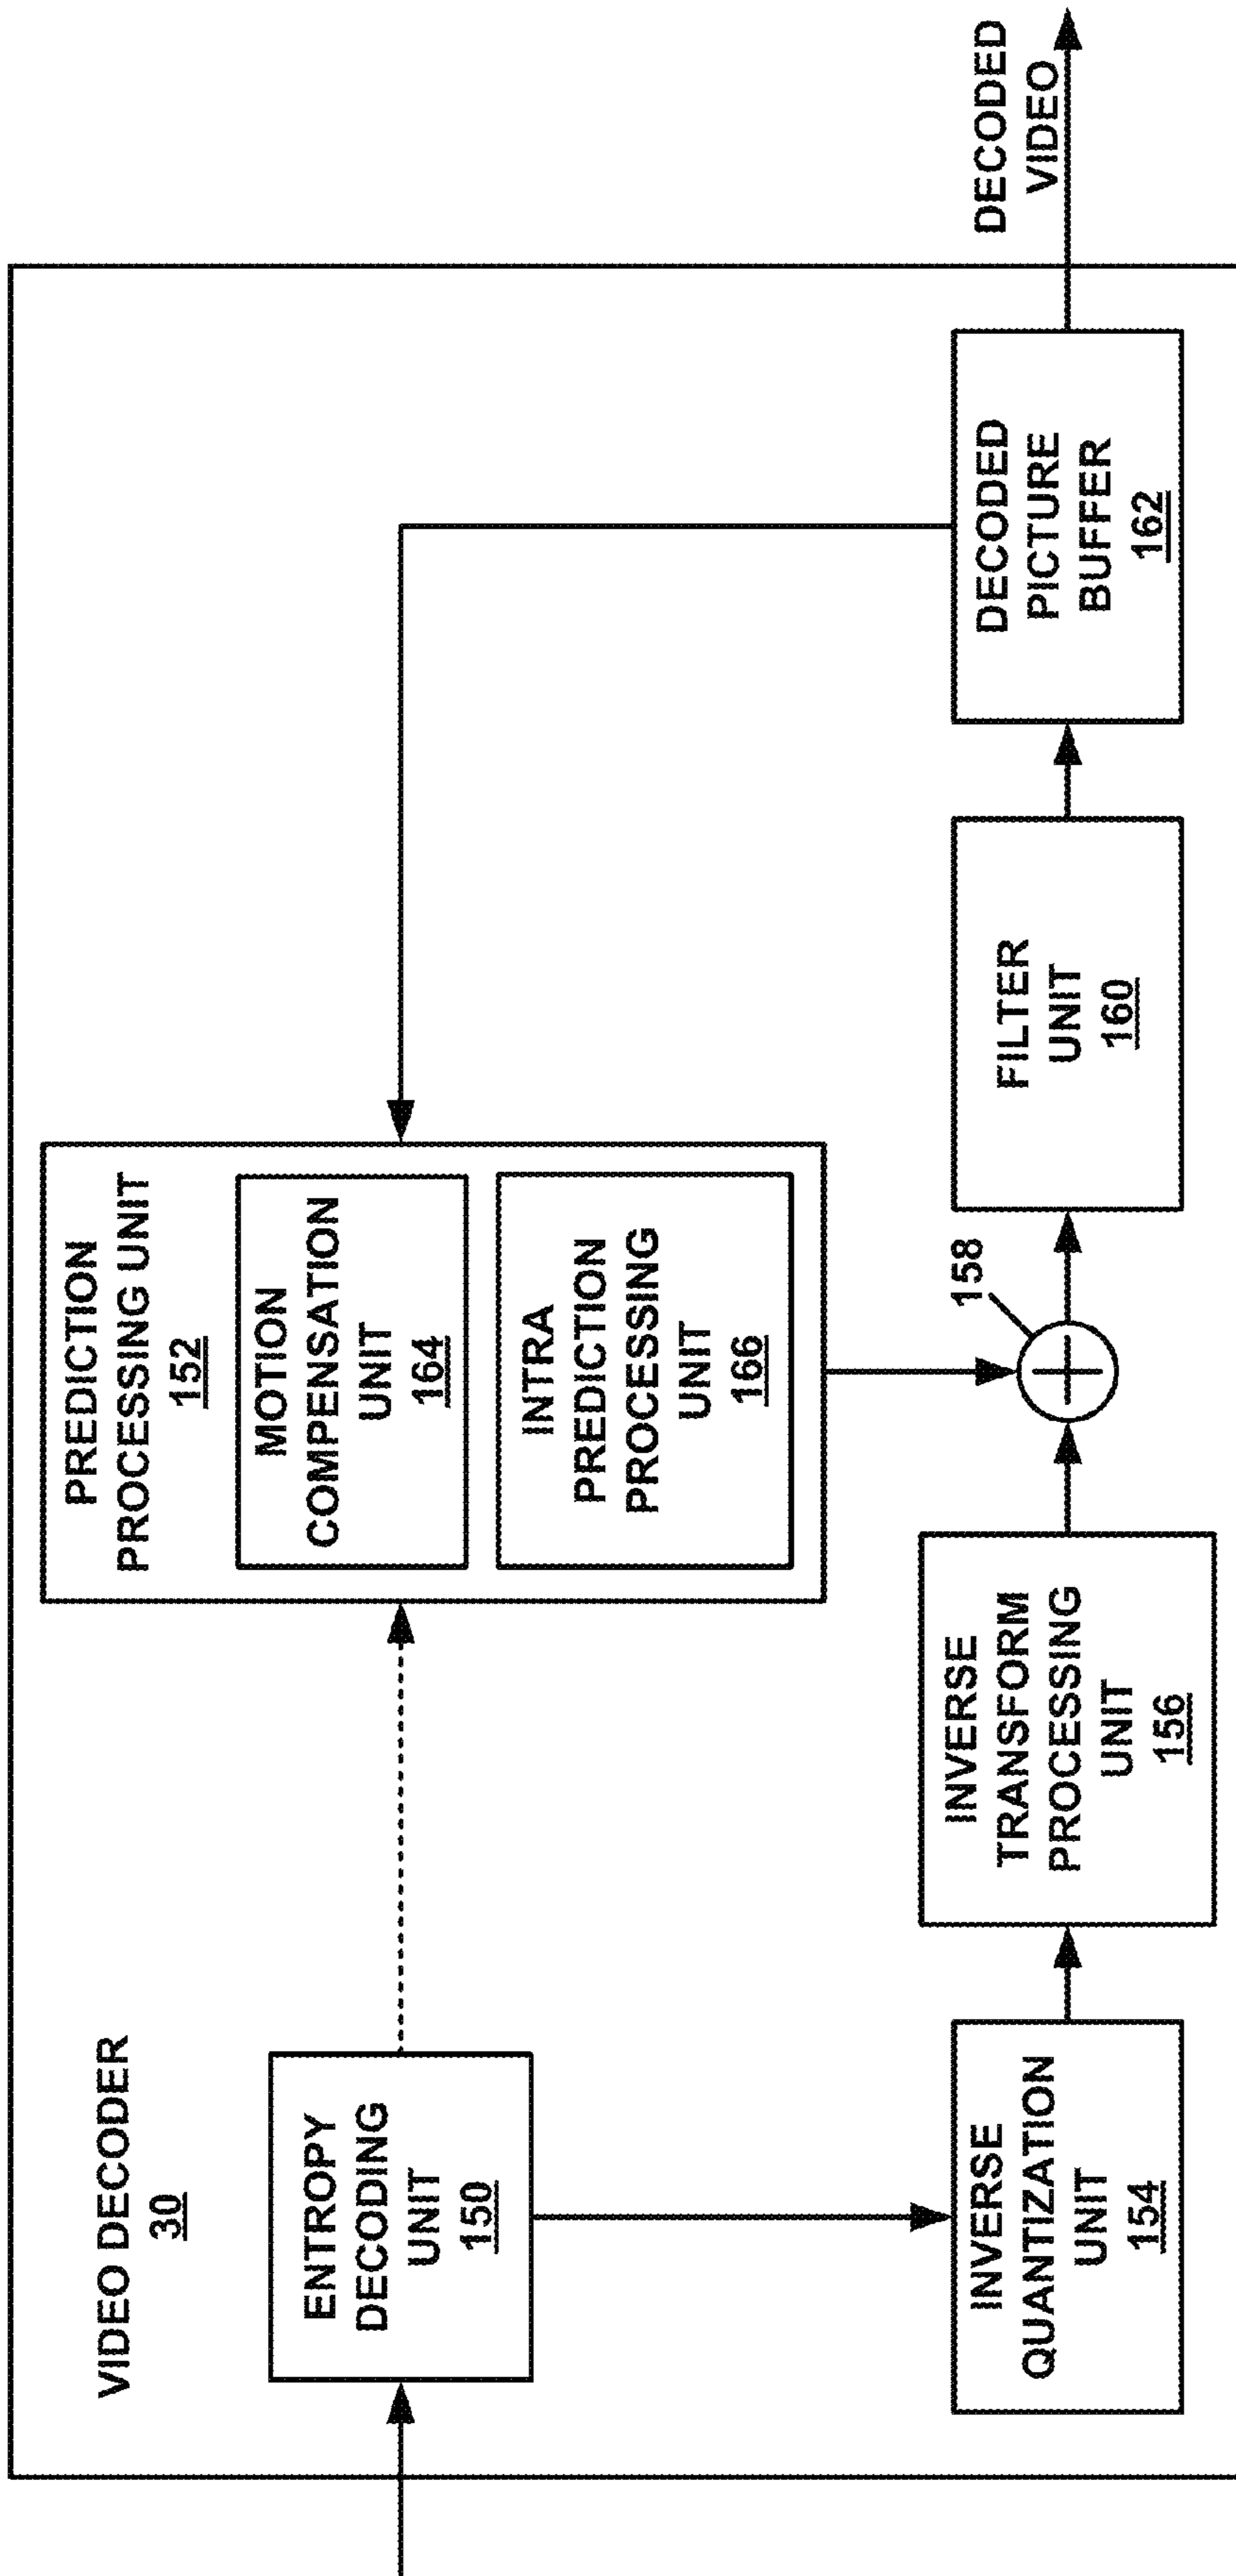 VIDEO DECODER
30
ENTROPY
DECODING
UNIT
150
PREDICTION
PROCESSING UNIT
152
MOTION
COMPENSATION
UNIT
164
INTRA
PREDICTION
PROCESSING
UNIT
166
INVERSE
QUANTIZATION
UNIT
154
INVERSE
TRANSFORM
PROCESSING
UNIT
156
158
FILTER
UNIT
160
DECODED
PICTURE
BUFFER
162
DECODED
VIDEO